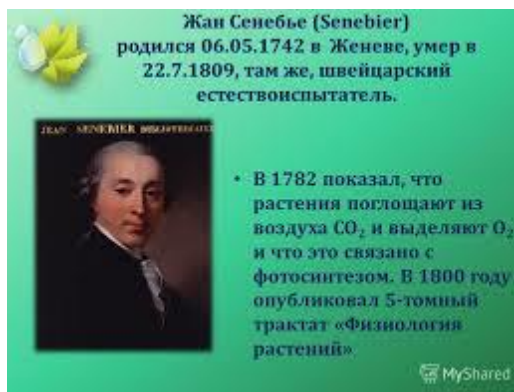 Жан Сенебье (Senebier)
родился 06.05.1742 в Женеве, умер в
22.7.1809, там же, швейцарский
естествоиспытатель.
JEAN SENEBIER BIBLIOTHECAIRE
• В 1782 показал, что
растения поглощают из
воздуха CO₂ и выделяют O₂
и что это связано с
фотосинтезом. В 1800 году
опубликовал 5-томный
трактат «Физиология
растений»
MyShared